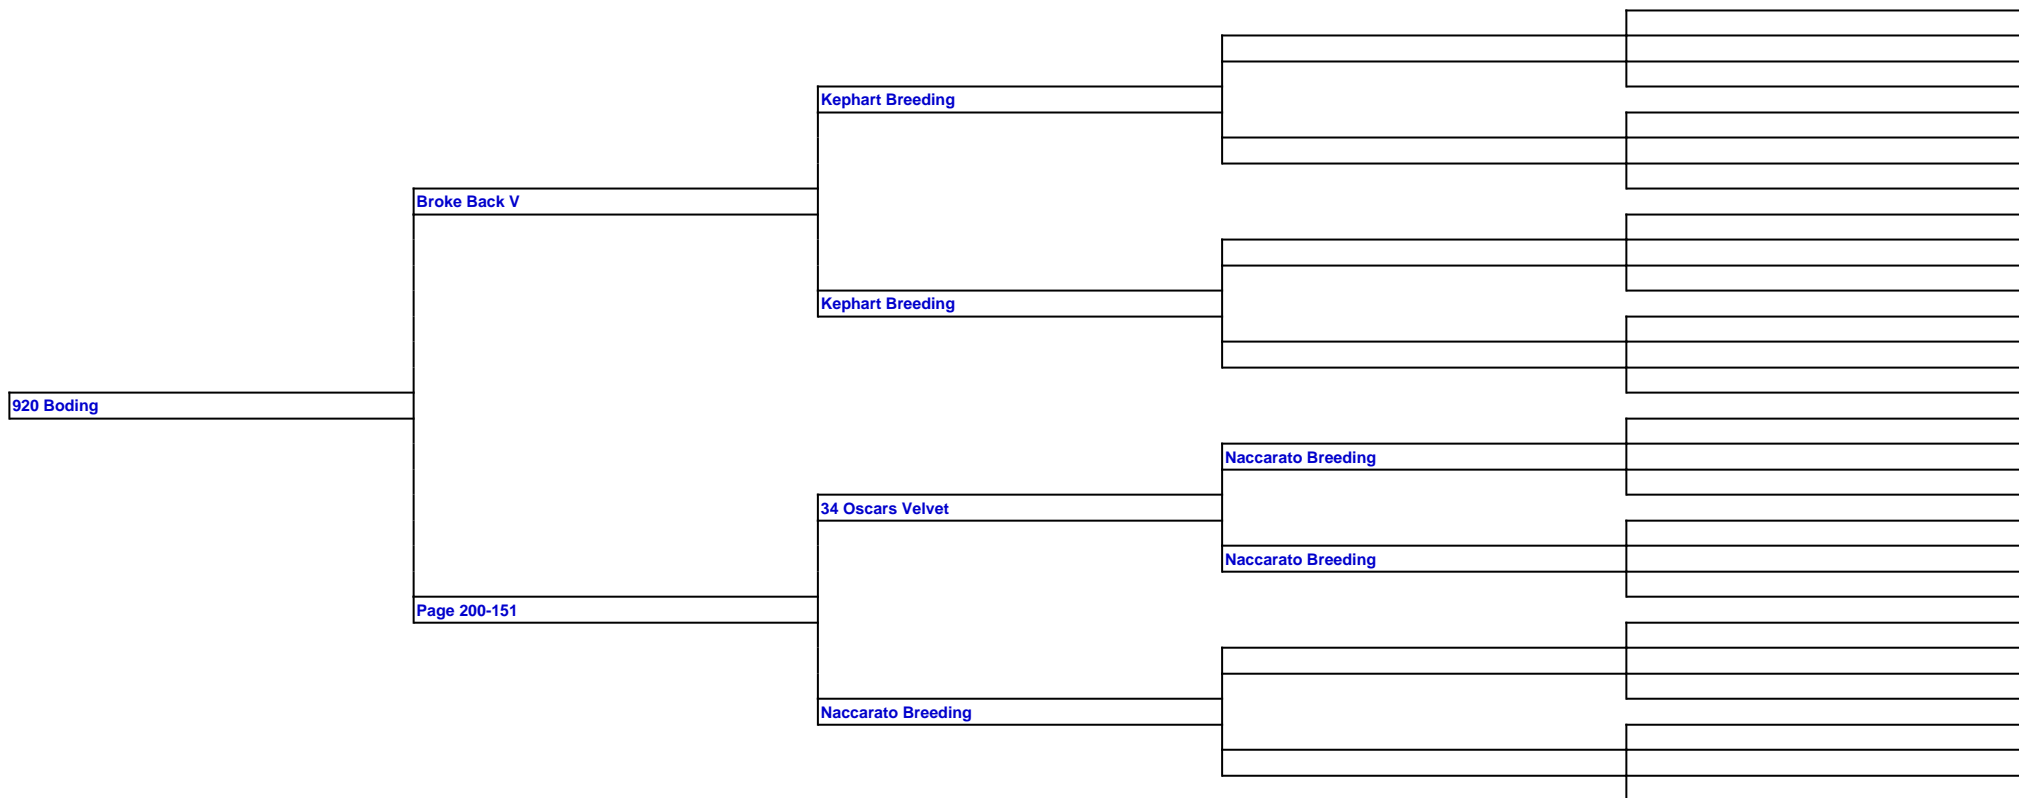 Kephart Breeding
Broke Back V
Kephart Breeding
920 Boding
Naccarato Breeding
34 Oscars Velvet
Naccarato Breeding
Page 200-151
Naccarato Breeding